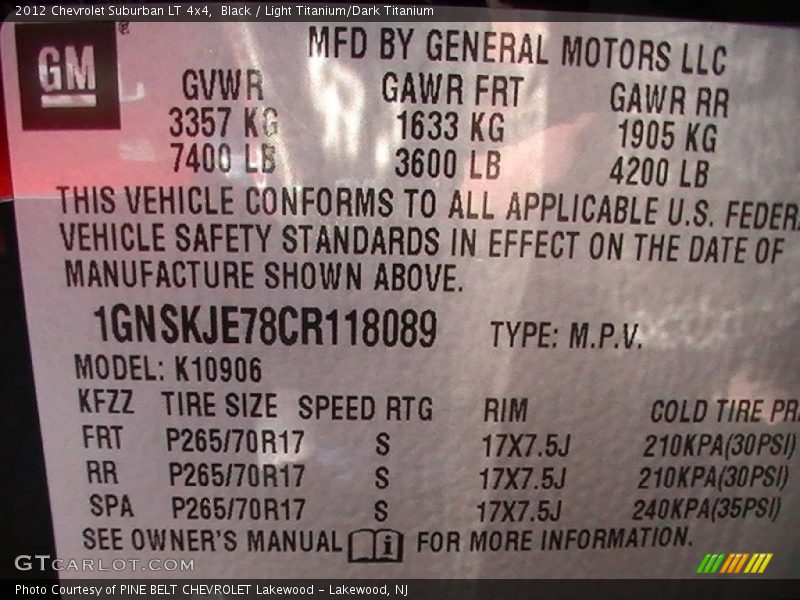 2012 Chevrolet Suburban LT 4x4, Black / Light Titanium/Dark Titanium
GM ®
MFD BY GENERAL MOTORS LLC
GVWR GAWR FRT GAWR RR
3357 KG 1633 KG 1905 KG
7400 LB 3600 LB 4200 LB
THIS VEHICLE CONFORMS TO ALL APPLICABLE U.S. FEDERA
VEHICLE SAFETY STANDARDS IN EFFECT ON THE DATE OF
MANUFACTURE SHOWN ABOVE.
1GNSKJE78CR118089 TYPE: M.P.V.
MODEL: K10906
KFZZ TIRE SIZE SPEED RTG RIM COLD TIRE PR
FRT P265/70R17 S 17X7.5J 210KPA(30PSI)
RR P265/70R17 S 17X7.5J 210KPA(30PSI)
SPA P265/70R17 S 17X7.5J 240KPA(35PSI)
SEE OWNER'S MANUAL i FOR MORE INFORMATION.
GTCARLOT.COM
Photo Courtesy of PINE BELT CHEVROLET Lakewood - Lakewood, NJ